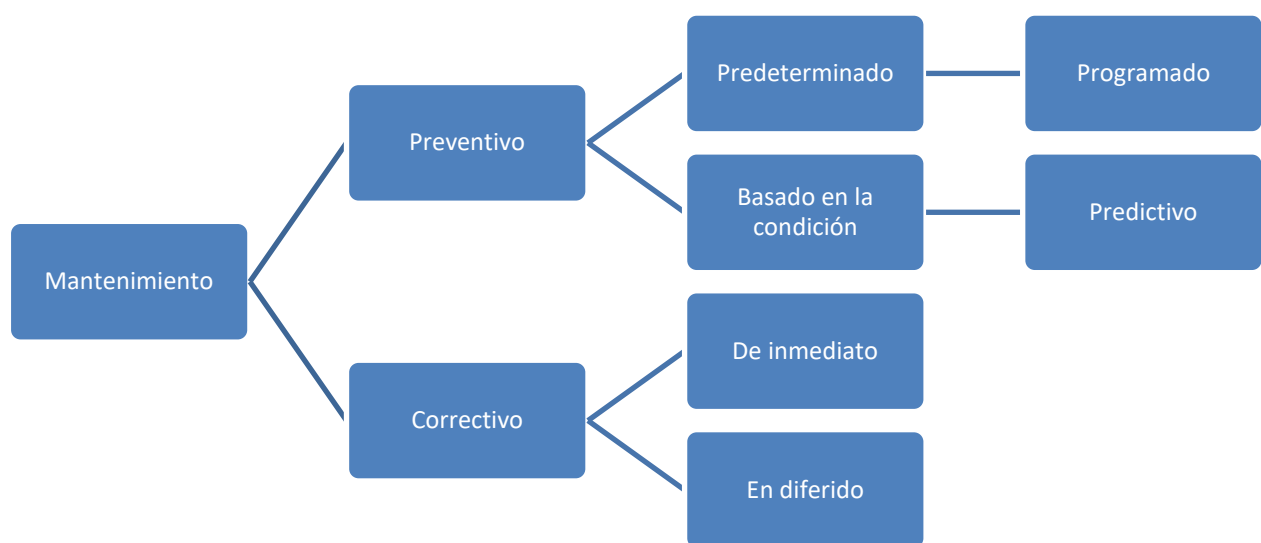 Mantenimiento
Preventivo
Predeterminado
Programado
Basado en la
condición
Predictivo
Correctivo
De inmediato
En diferido